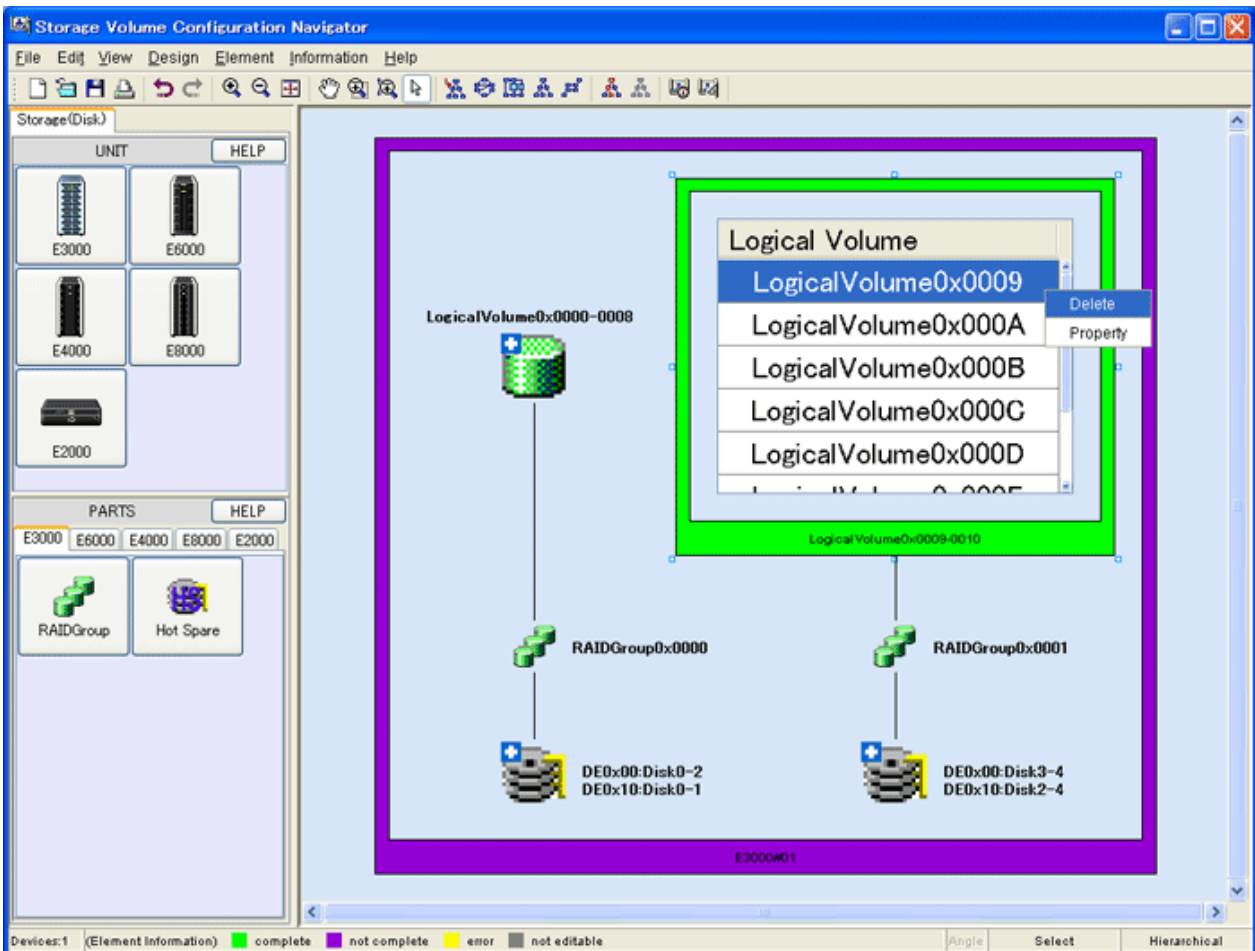 Storage Volume Configuration Navigator
File Edit View Design Element Information Help
Storage(Disk)
UNIT HELP
E3000 E6000
E4000 E8000
E2000
PARTS HELP
E3000 E6000 E4000 E8000 E2000
RAIDGroup Hot Spare
LogicalVolume0x0000-0008
Logical Volume
LogicalVolume0x0009
LogicalVolume0x000A
LogicalVolume0x000B
LogicalVolume0x000C
LogicalVolume0x000D
Delete
Property
LogicalVolume0x0009-0010
RAIDGroup0x0000
RAIDGroup0x0001
DE0x00:Disk0-2
DE0x10:Disk0-1
DE0x00:Disk3-4
DE0x10:Disk2-4
E3000#01
Devices:1 (Element Information) complete not complete error not editable Angle Select Hierarchical